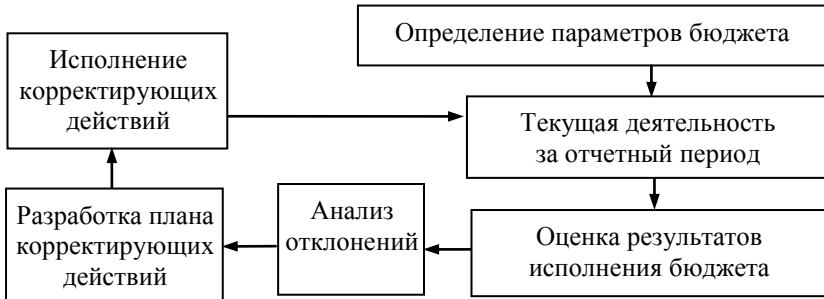 Определение параметров бюджета
Исполнение
корректирующих
действий
Текущая деятельность
за отчетный период
Разработка плана
корректирующих
действий
Анализ
отклонений
Оценка результатов
исполнения бюджета